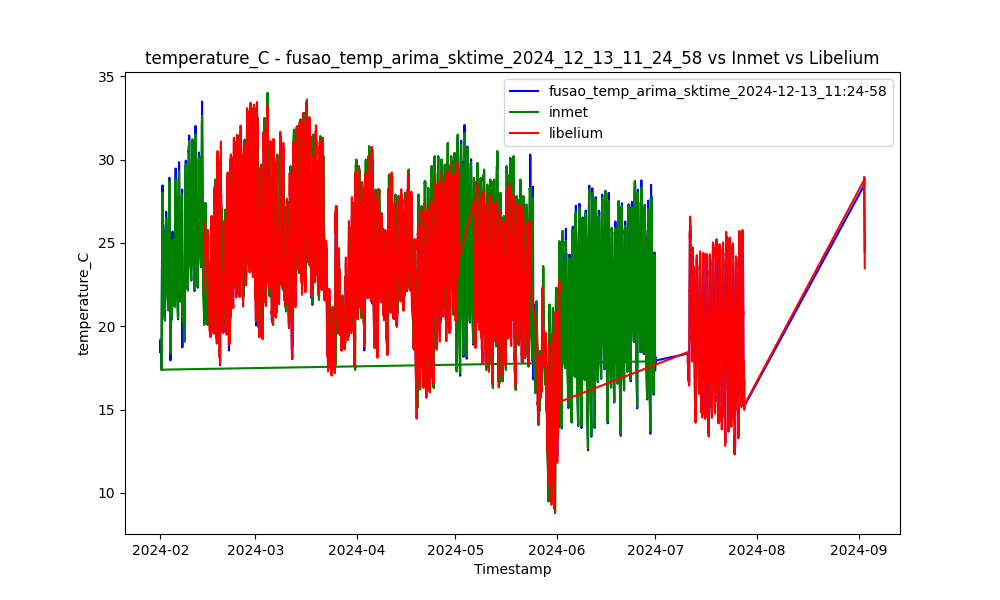 temperature_C - fusao_temp_arima_sktime_2024_12_13_11_24_58 vs Inmet vs Libelium
fusao_temp_arima_sktime_2024-12-13_11:24-58
inmet
libelium
temperature_C
35
30
25
20
15
10
2024-02 2024-03 2024-04 2024-05 2024-06 2024-07 2024-08 2024-09
Timestamp